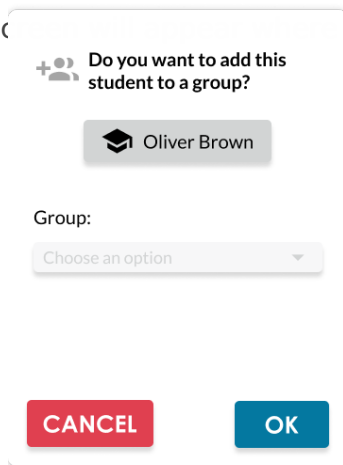 Do you want to add this
student to a group?
Oliver Brown
Group:
Choose an option
CANCEL
OK